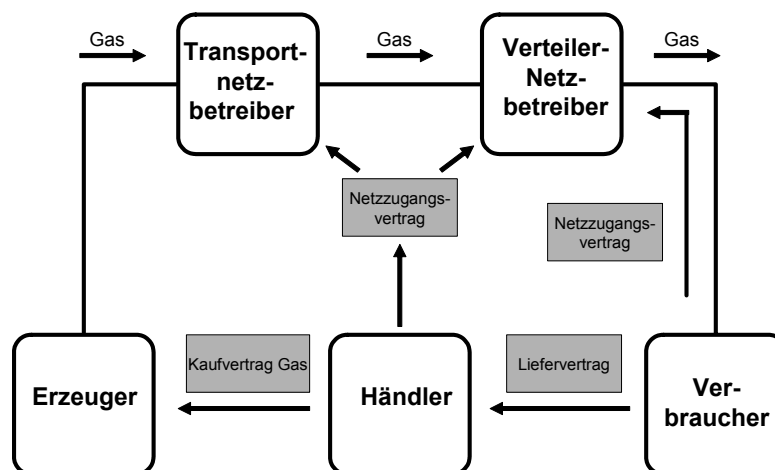 Gas
Transport-
netz-
betreiber
Gas
Verteiler-
Netz-
betreiber
Gas
Netzzugangs-
vertrag
Netzzugangs-
vertrag
Erzeuger
Kaufvertrag Gas
Händler
Liefervertrag
Ver-
braucher